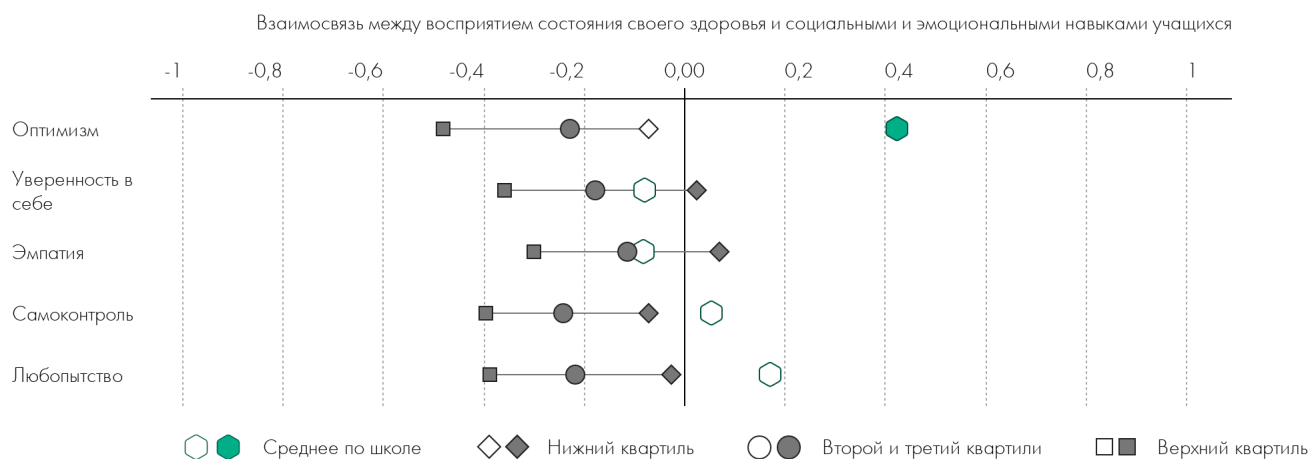 Взаимосвязь между восприятием состояния своего здоровья и социальными и эмоциональными навыками учащихся
-1 -0,8 -0,6 -0,4 -0,2 0,00 0,2 0,4 0,6 0,8 1
Оптимизм
Уверенность в
себе
Эмпатия
Самоконтроль
Любопытство
Среднее по школе Нижний квартиль Второй и третий квартили Верхний квартиль